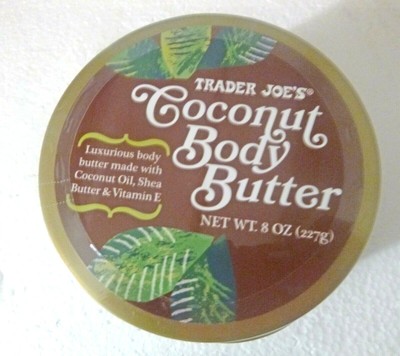 TRADER JOE'S®
Coconut
Body
Butter
Luxurious body
butter made with
Coconut Oil, Shea
Butter & Vitamin E
NET WT. 8 OZ (227g)